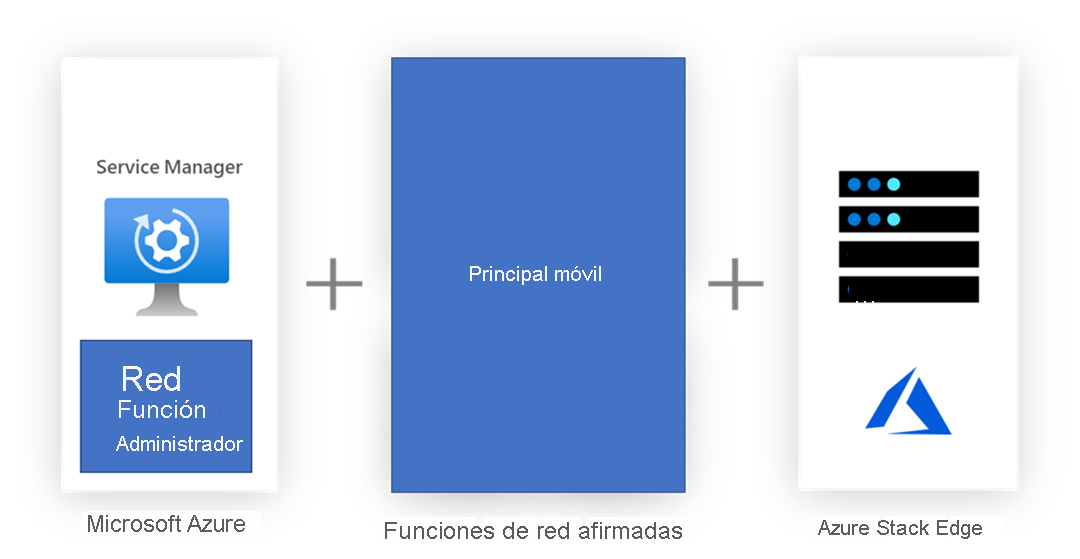 Service Manager
Red
Función
Administrador
Microsoft Azure
Principal móvil
Funciones de red afirmadas
Azure Stack Edge